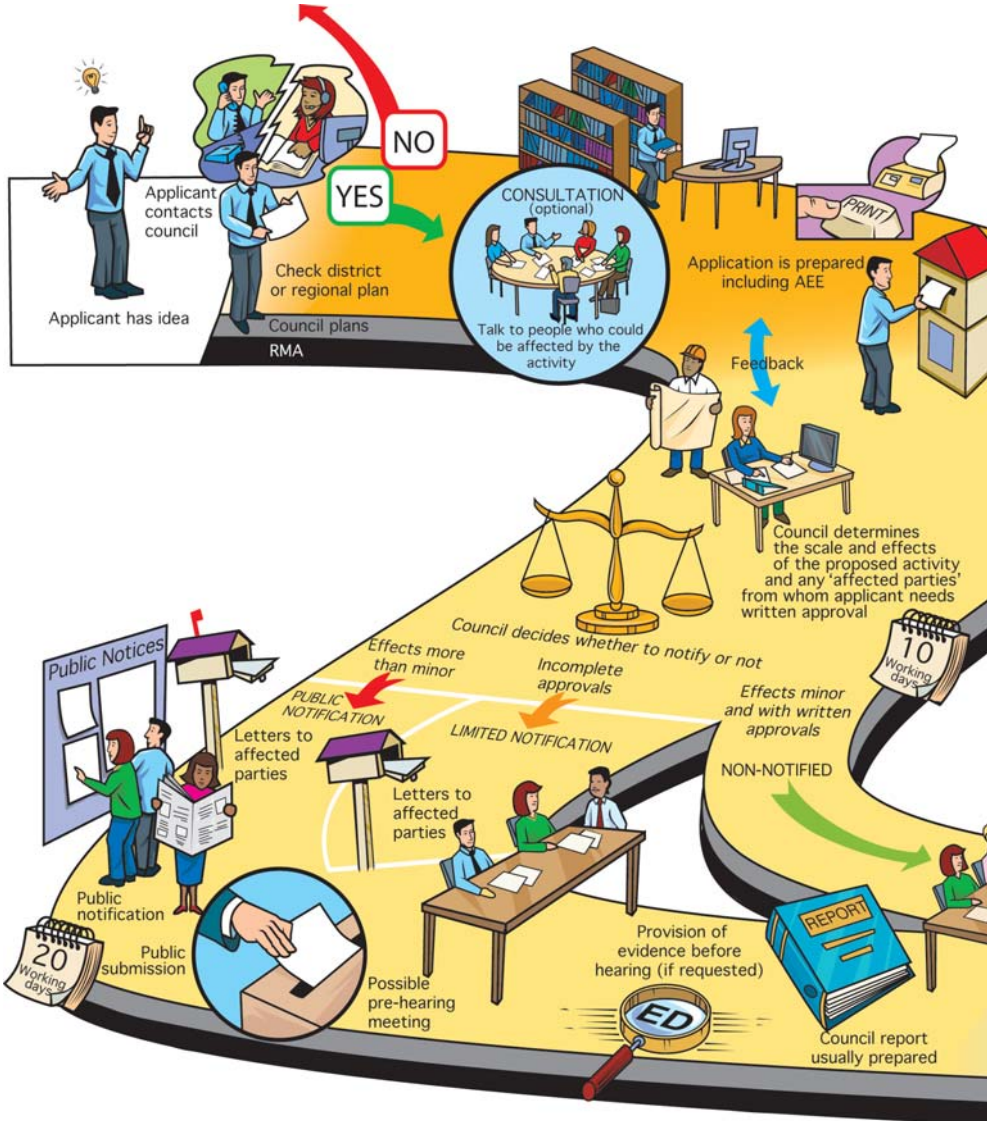 NO
YES
Applicant
contacts
council
Applicant has idea
Check district
or regional plan
Council plans
RMA
CONSULTATION
(optional)
Talk to people who could
be affected by the
activity
PRINT
Application is prepared
including AEE
Feedback
Council determines
the scale and effects
of the proposed activity
and any ‘affected parties’
from whom applicant needs
written approval
10
Working
days
Council decides whether to notify or not
Effects more
than minor
PUBLIC
NOTIFICATION
Incomplete
approvals
LIMITED NOTIFICATION
Effects minor
and with written
approvals
NON-NOTIFIED
Public Notices
Letters to
affected
parties
Letters to
affected
parties
Public
notification
20
Working
days
Public
submission
Possible
pre-hearing
meeting
Provision of
evidence before
hearing (if requested)
ED
REPORT
Council report
usually prepared